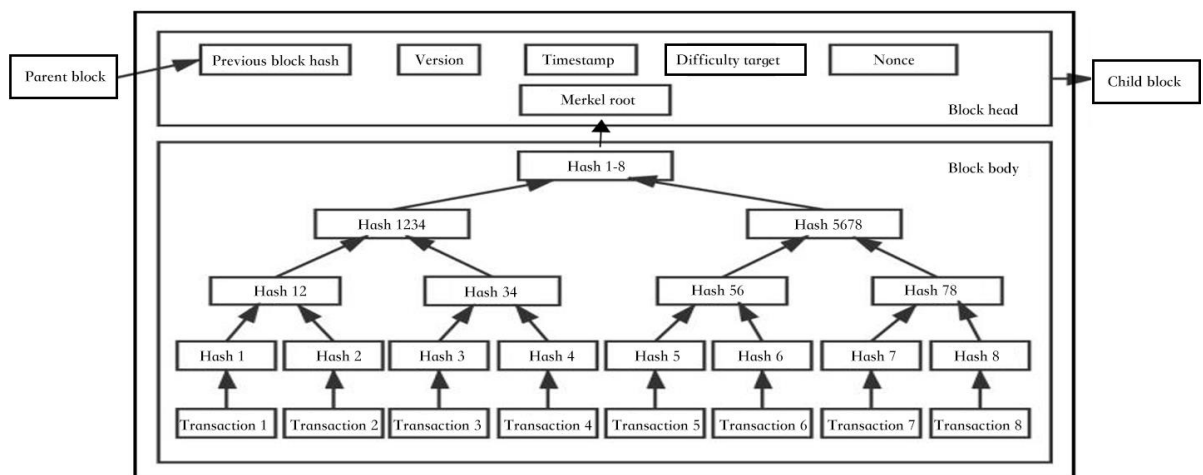 Parent block
Previous block hash
Version
Timestamp
Difficulty target
Nonce
Child block
Merkel root
Block head
Hash 1-8
Block body
Hash 1234
Hash 5678
Hash 12
Hash 34
Hash 56
Hash 78
Hash 1
Hash 2
Hash 3
Hash 4
Hash 5
Hash 6
Hash 7
Hash 8
Transaction 1
Transaction 2
Transaction 3
Transaction 4
Transaction 5
Transaction 6
Transaction 7
Transaction 8